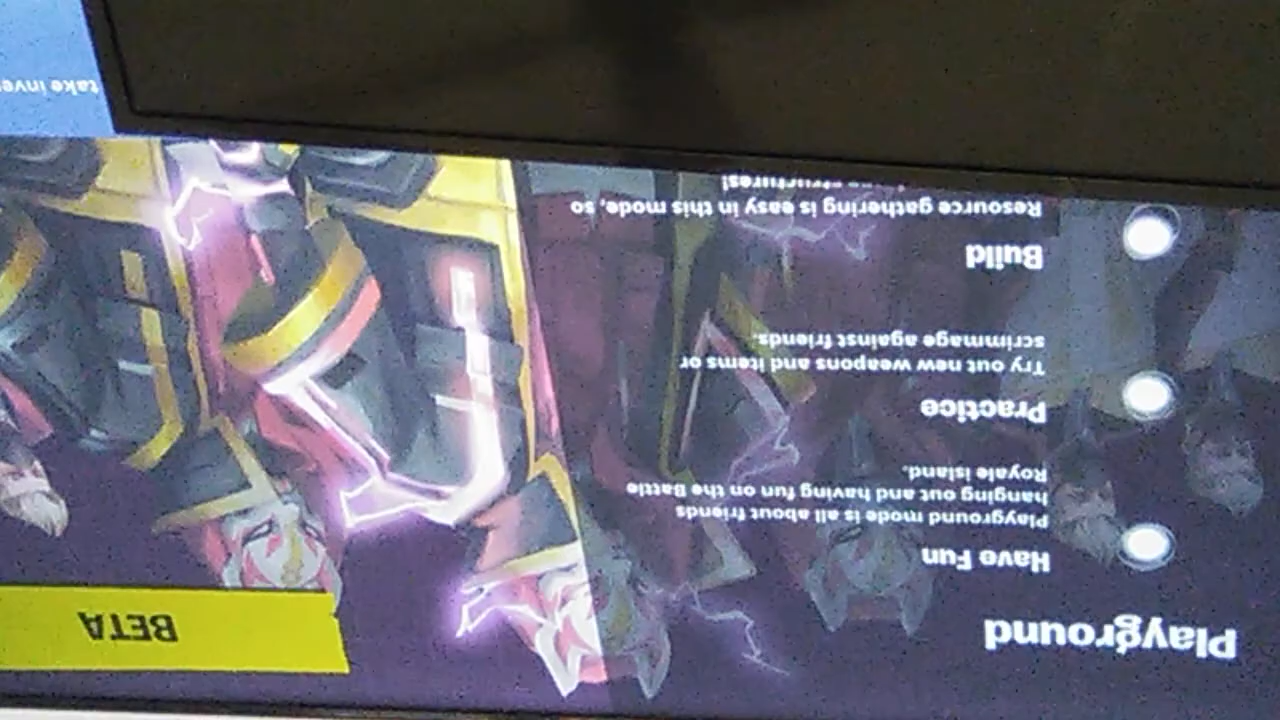 BETA
Playground
Have Fun
Playground mode is all about friends
hanging out and having fun on the Battle
Royale island.
Practice
Try out new weapons and items or
scrimmage against friends.
Build
Resource gathering is easy in this mode, so
structures!
take